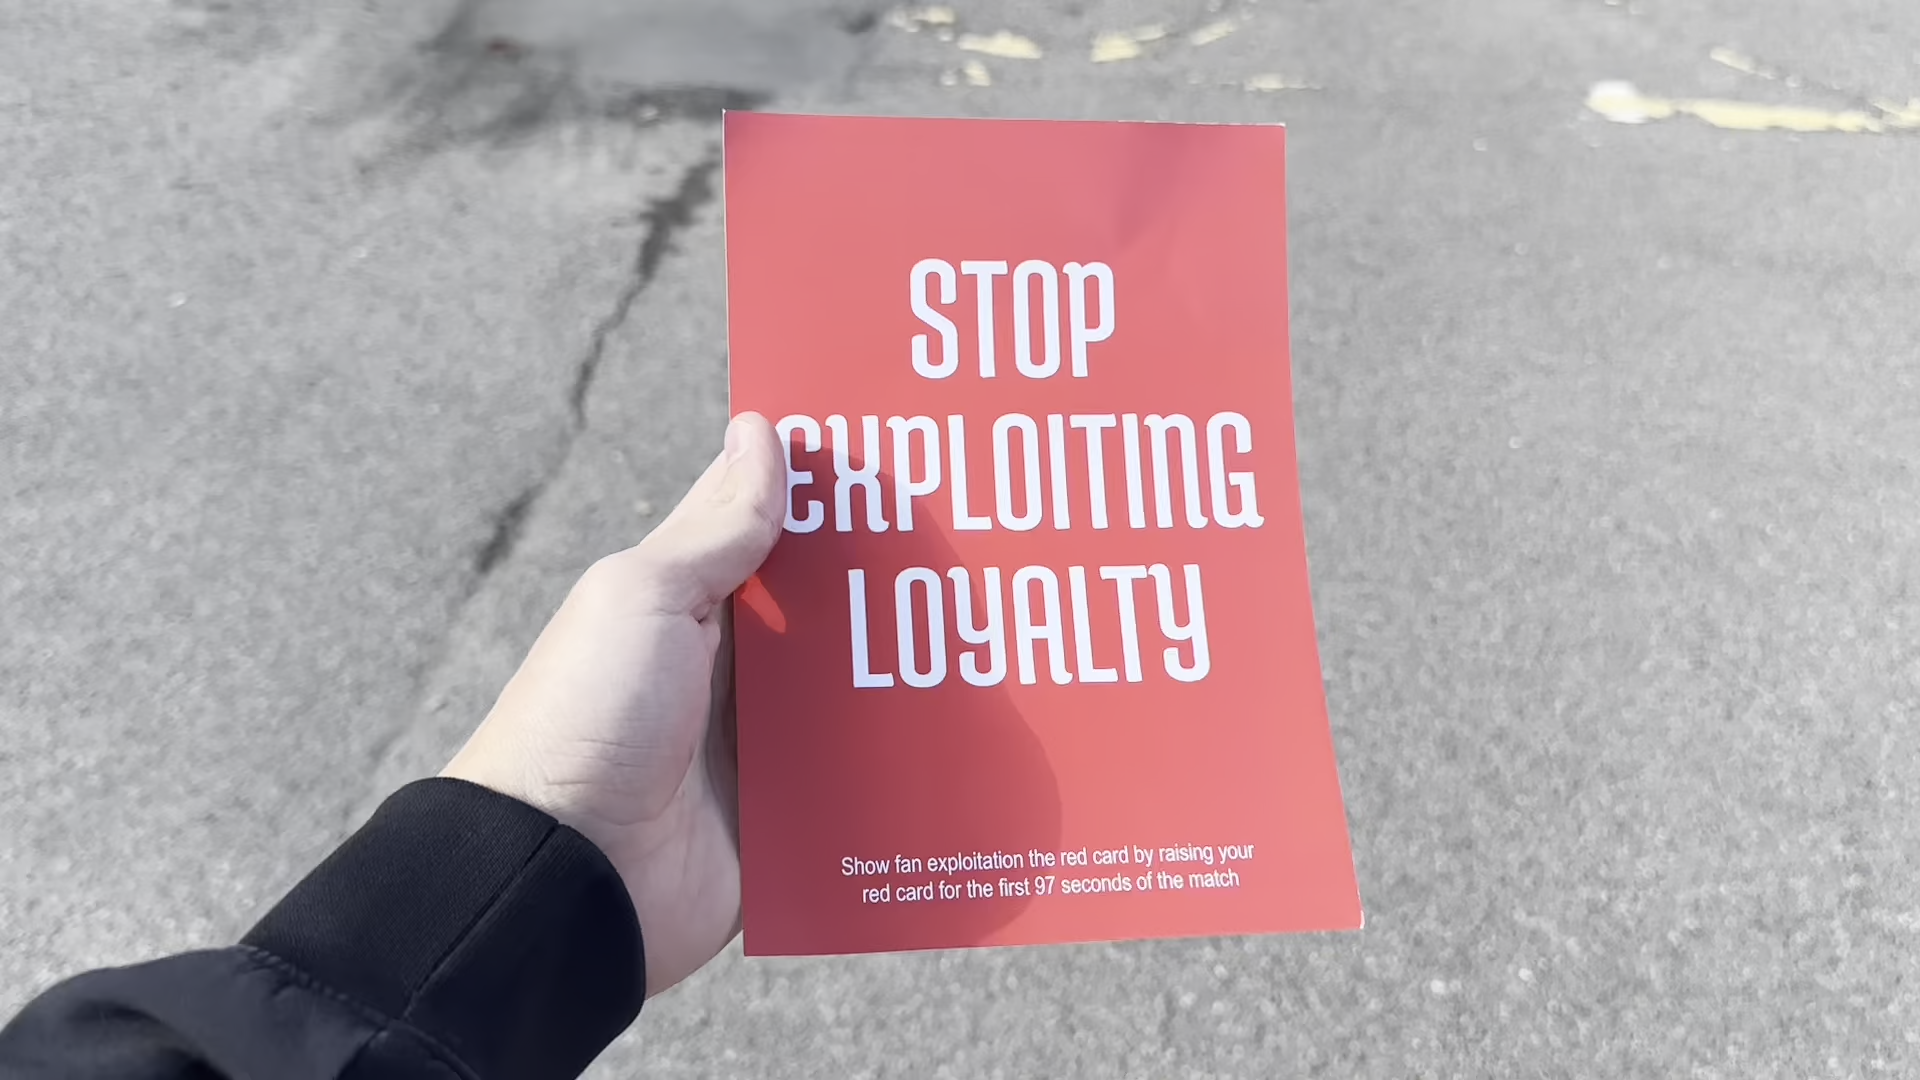 STOP
EXPLOITING
LOYALTY
Show fan exploitation the red card by raising your
red card for the first 97 seconds of the match